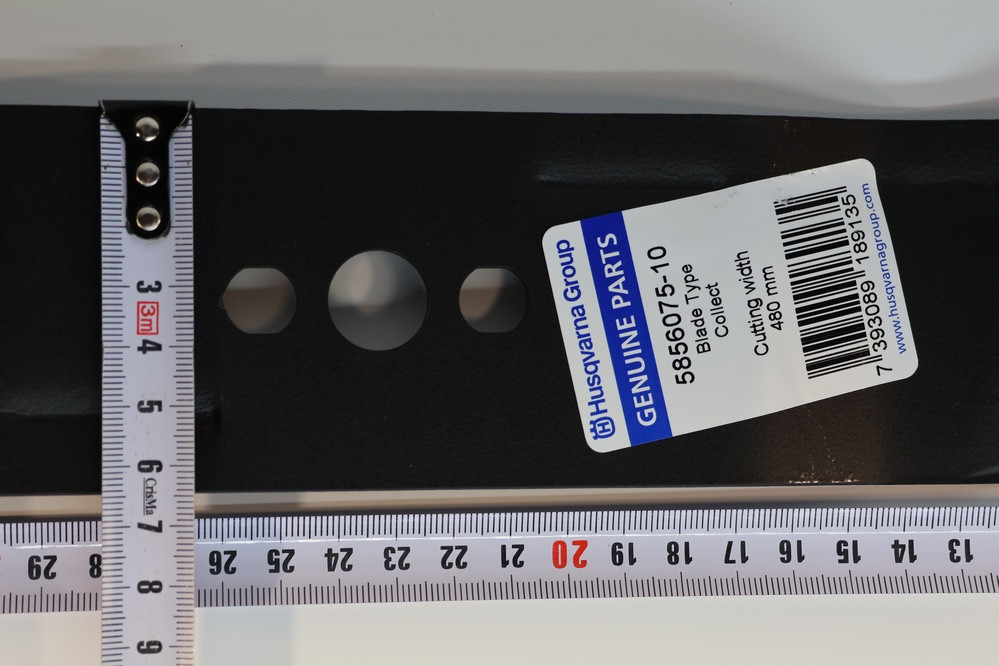 Husqvarna Group
GENUINE PARTS
5856075-10
Blade Type
Collect
Cutting width
480 mm
7 393089 189135
www.husqvarnagroup.com
3
3m
4
5
6
CrisMa
7
8
9
29 8 26 25 24 23 22 21 20 19 18 17 16 15 14 13